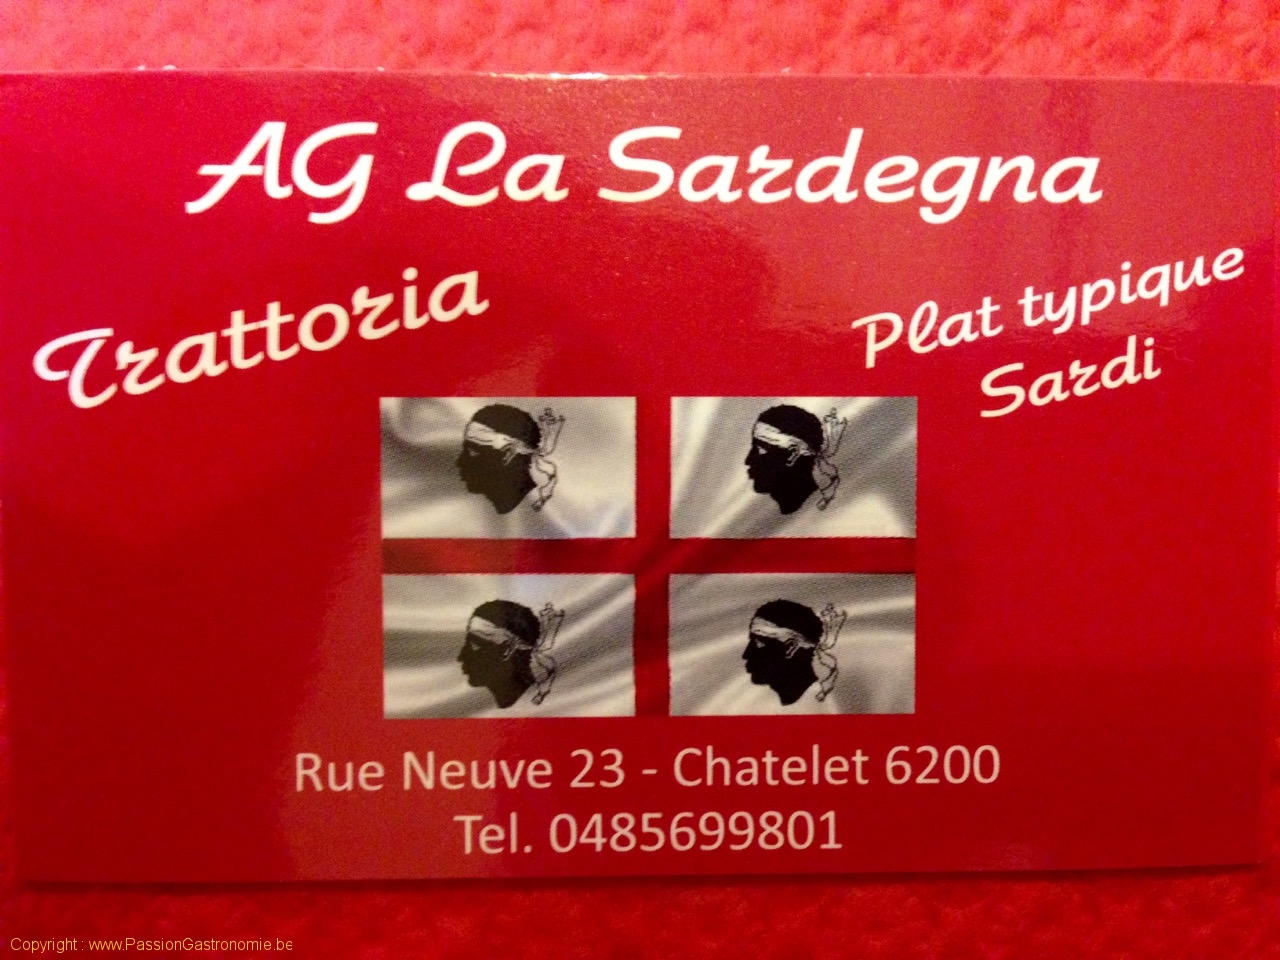 AG La Sardegna
Trattoria
Plat typique
Sardi
Rue Neuve 23 - Chatelet 6200
Tel. 0485699801
Copyright : www.PassionGastronomie.be